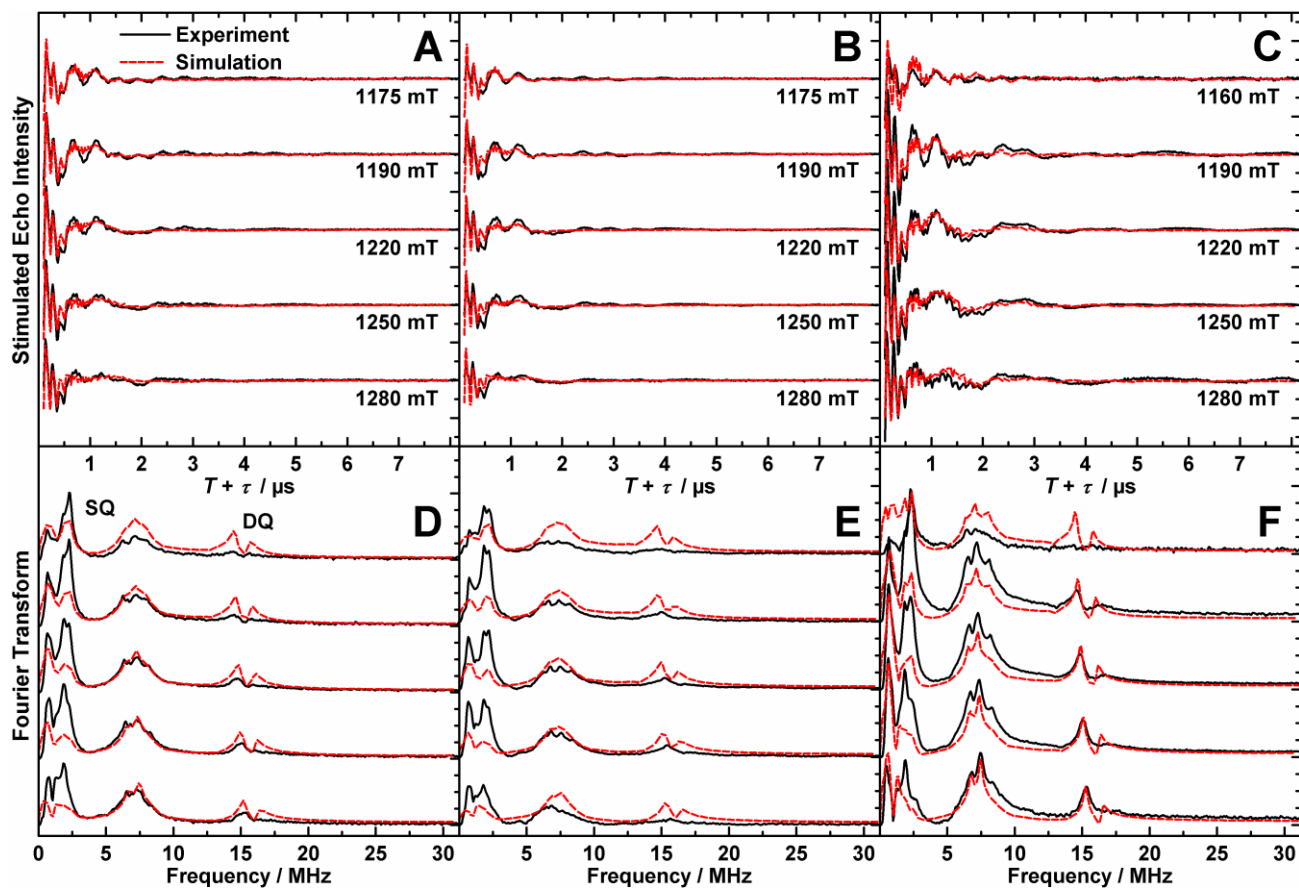 Experiment
Simulation
A
B
C
Stimulated Echo Intensity
1175 mT
1175 mT
1160 mT
1190 mT
1190 mT
1190 mT
1220 mT
1220 mT
1220 mT
1250 mT
1250 mT
1250 mT
1280 mT
1280 mT
1280 mT
1 2 3 4 5 6 7
1 2 3 4 5 6 7
1 2 3 4 5 6 7
T + τ / μs
T + τ / μs
T + τ / μs
SQ
DQ
D
E
F
Fourier Transform
0 5 10 15 20 25 30
5 10 15 20 25 30
5 10 15 20 25 30
Frequency / MHz
Frequency / MHz
Frequency / MHz